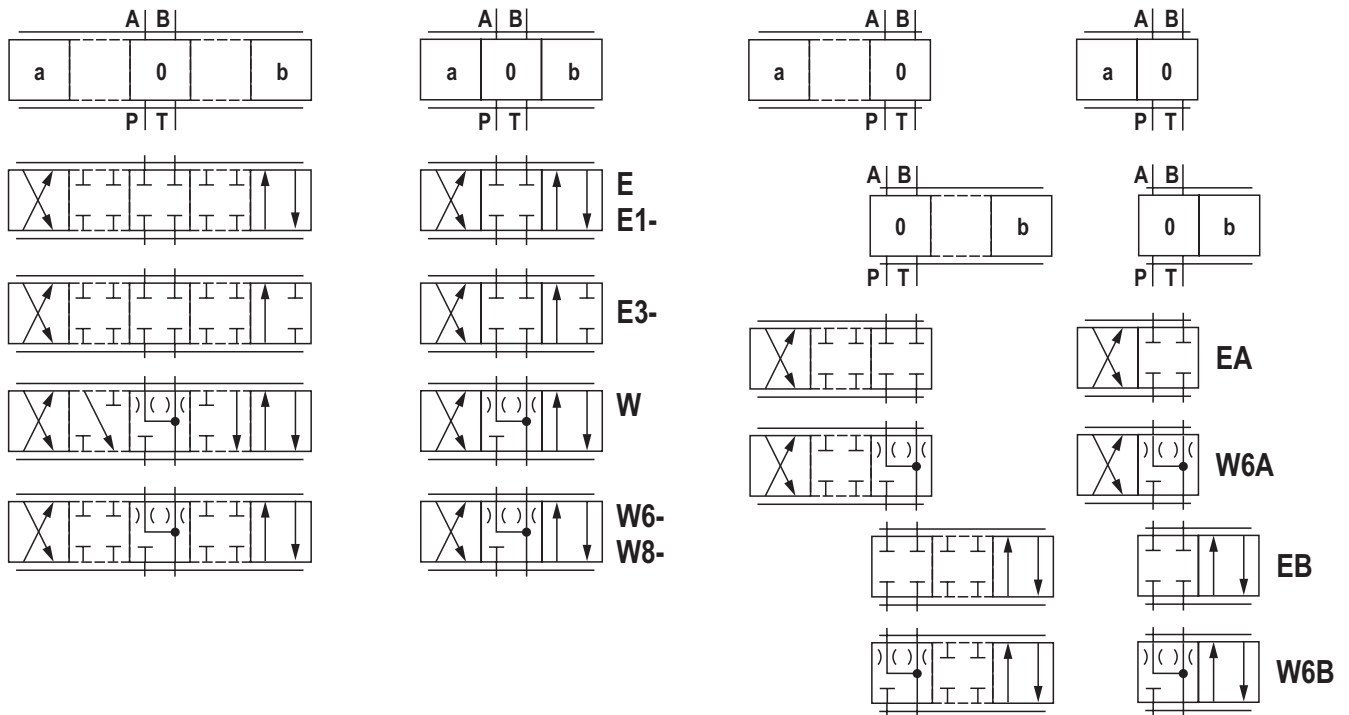 A B
a 0 b
P T
A B
a 0 b
P T
A B
a 0
P T
A B
a 0
P T
E
E1-
E3-
W
W6-
W8-
A B
0 b
P T
A B
0 b
P T
EA
W6A
EB
W6B